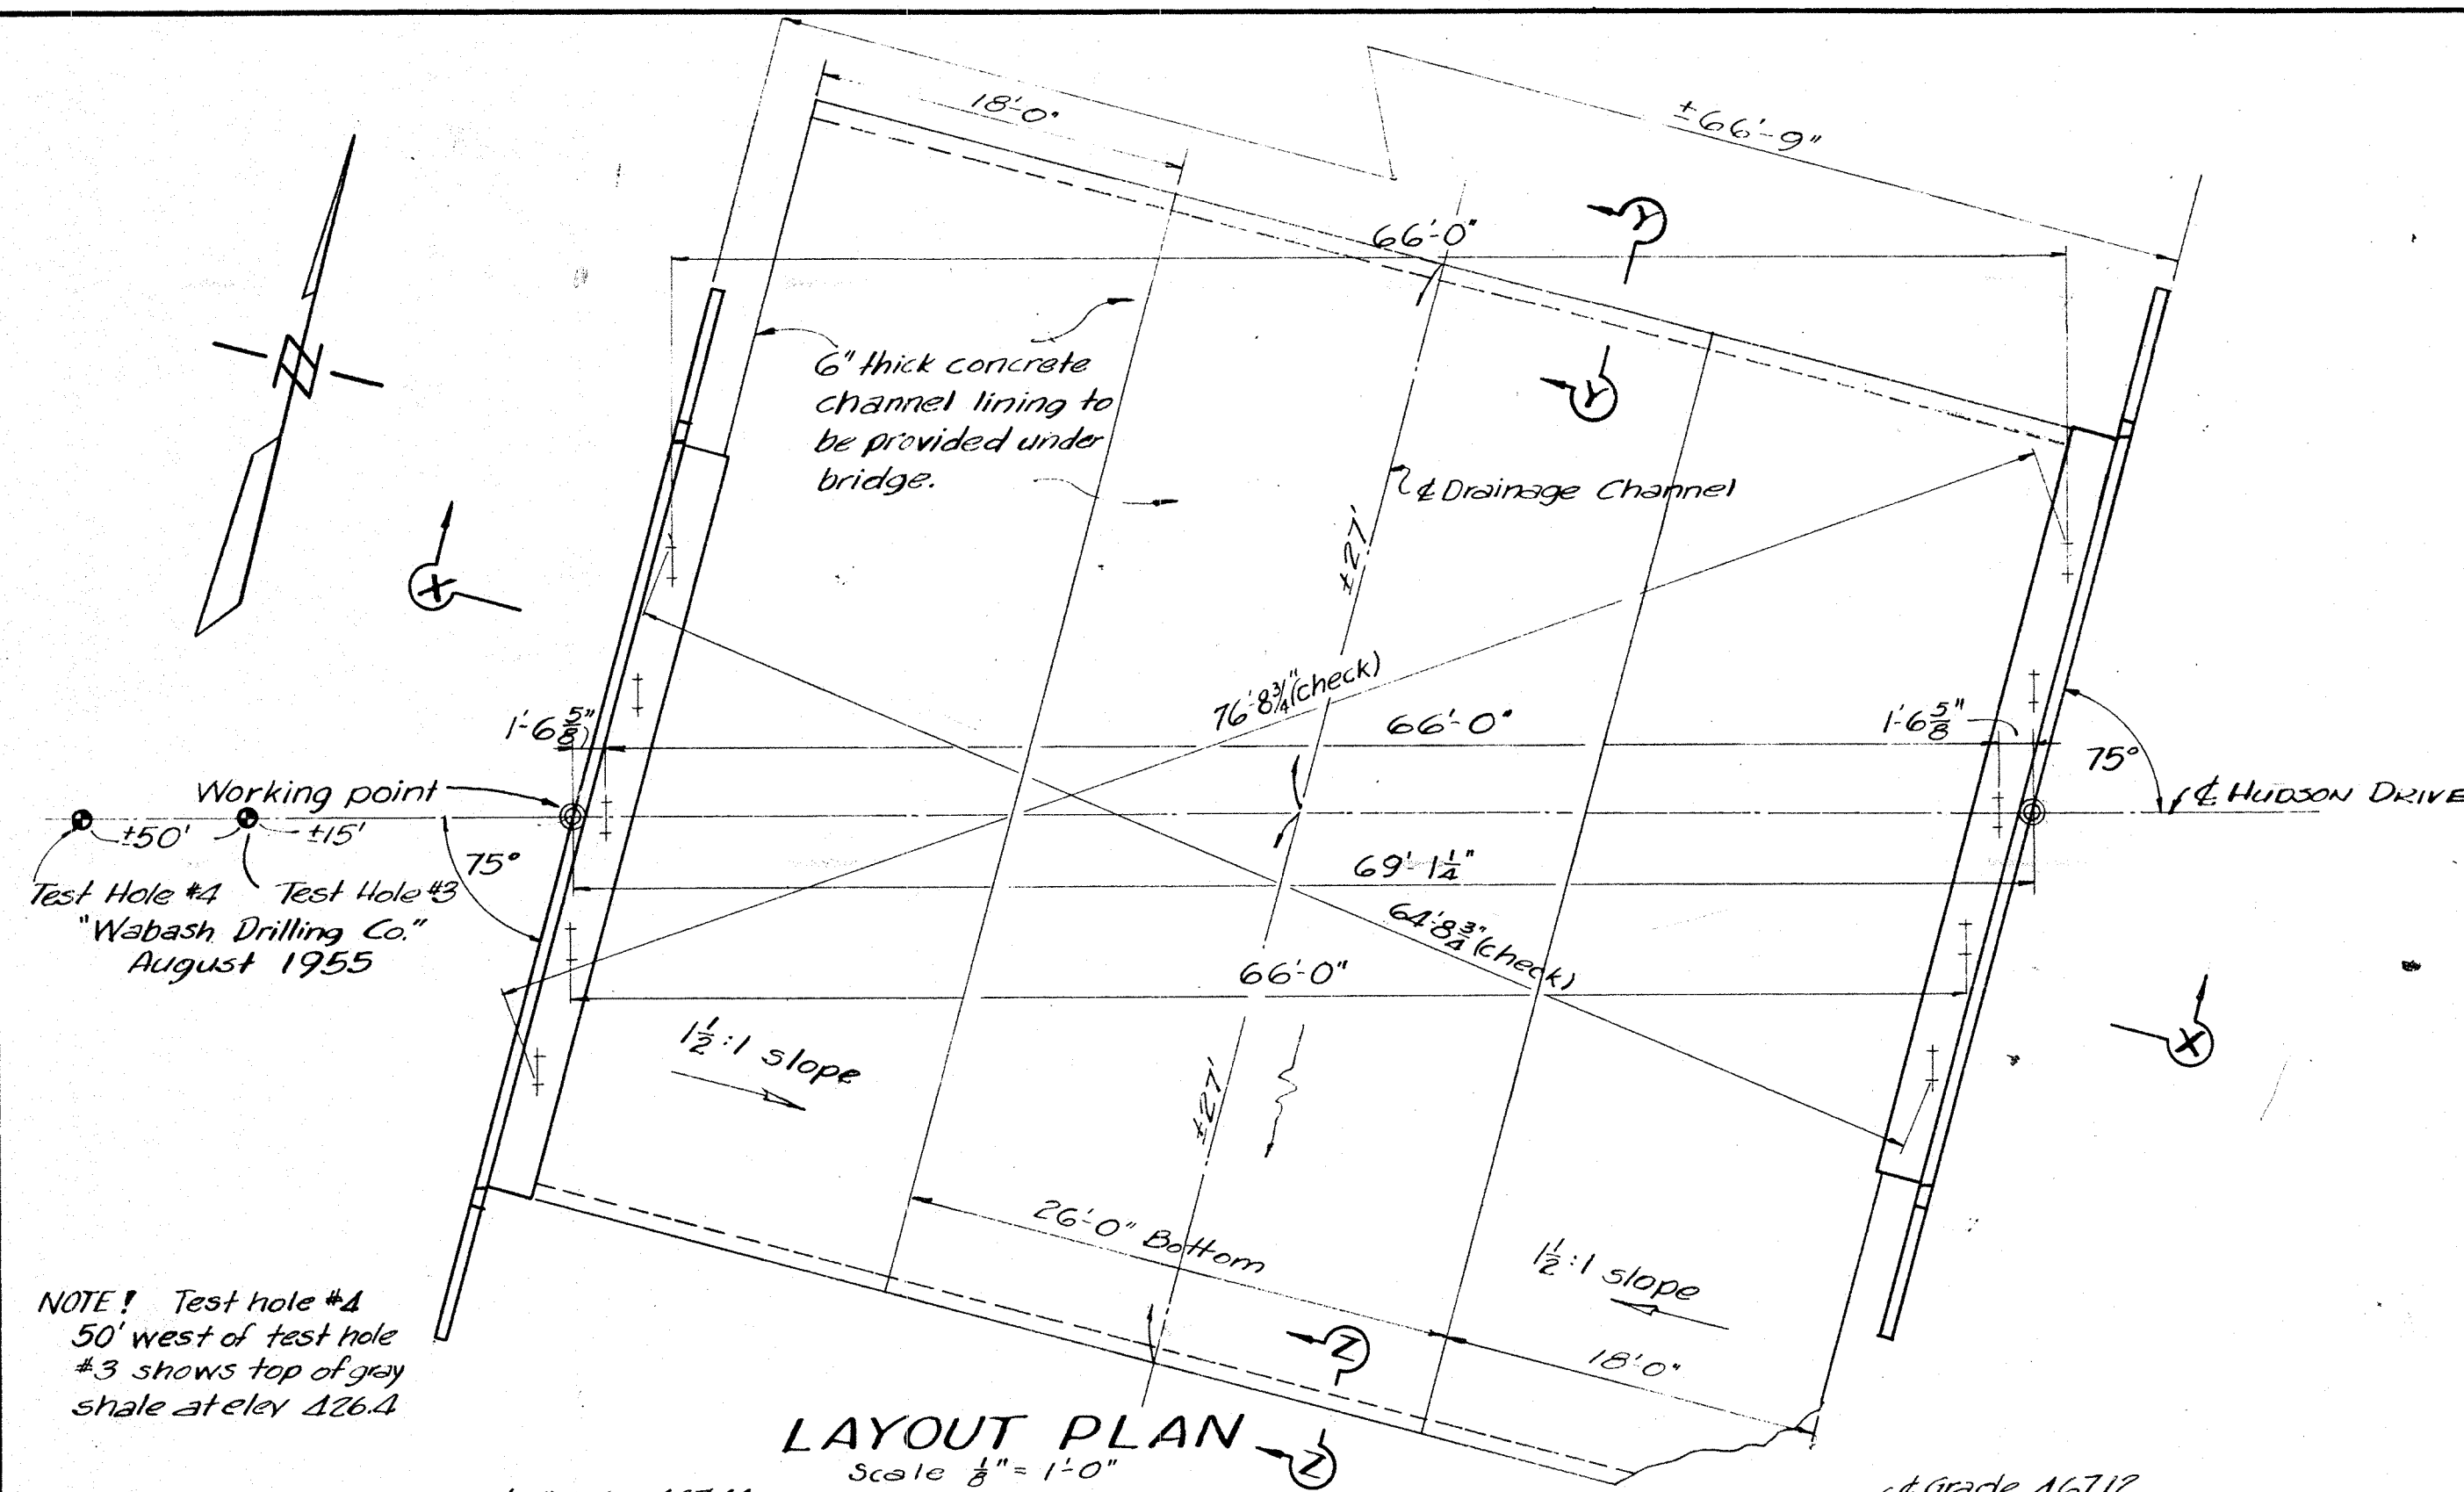 18'-0"
±66'-9"
66'-0"
Y
Y
N
6" thick concrete
channel lining to
be provided under
bridge.
℄ Drainage Channel
±27'
X
76'-8¾" (check)
1'-6⅝"
66'-0"
1'-6⅝"
75°
Working point
℄ HUDSON DRIVE
±50'
±15'
75°
69'-1¼"
Test Hole #4
Test Hole #3
"Wabash Drilling Co."
August 1955
64'-8¾" (check)
66'-0"
X
1½:1 slope
±27'
26'-0" Bottom
1½:1 slope
NOTE! Test hole #4
50' west of test hole
#3 shows top of gray
shale at elev 426.4
Z
18'-0"
LAYOUT PLAN
Z
Scale ⅛" = 1'-0"
℄ Grade 467.12